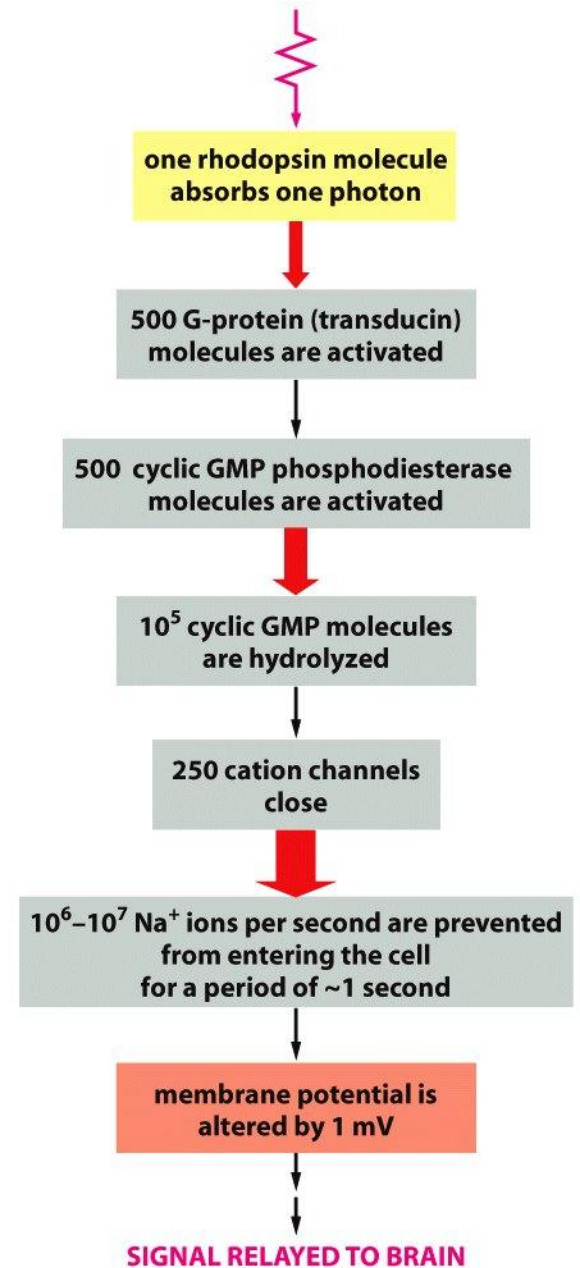 one rhodopsin molecule
absorbs one photon
500 G-protein (transducin)
molecules are activated
500 cyclic GMP phosphodiesterase
molecules are activated
10⁵ cyclic GMP molecules
are hydrolyzed
250 cation channels
close
10⁶–10⁷ Na⁺ ions per second are prevented
from entering the cell
for a period of ~1 second
membrane potential is
altered by 1 mV
SIGNAL RELAYED TO BRAIN